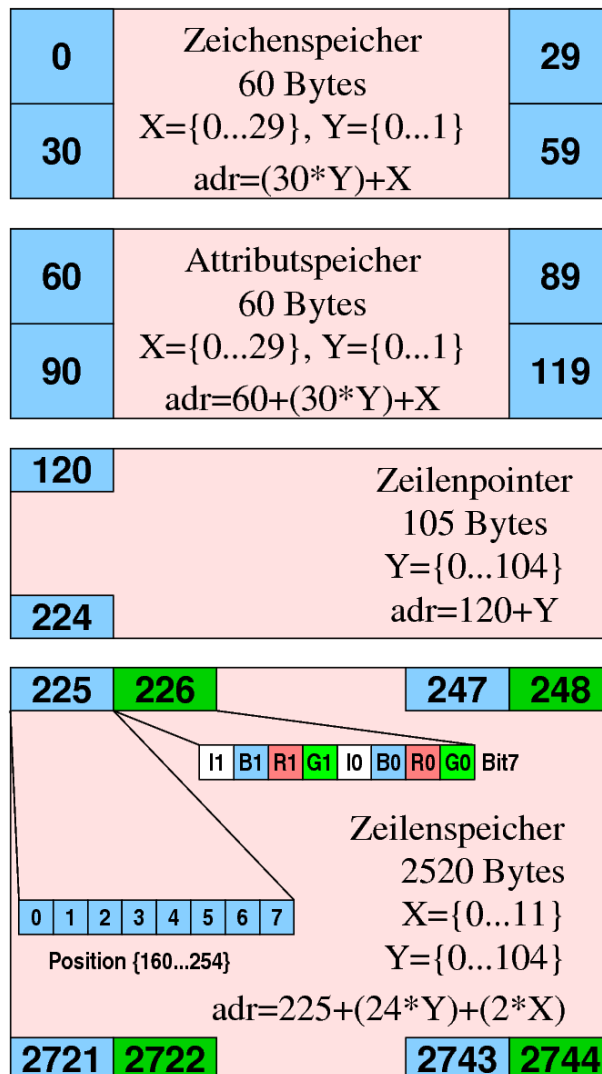 0 Zeichenspeicher 29
60 Bytes
X={0...29}, Y={0...1}
30 adr=(30*Y)+X 59
60 Attributspeicher 89
60 Bytes
X={0...29}, Y={0...1}
90 adr=60+(30*Y)+X 119
120
Zeilenpointer
105 Bytes
Y={0...104}
224 adr=120+Y
225 226 247 248
I1 B1 R1 G1 I0 B0 R0 G0 Bit7
Zeilenspeicher
2520 Bytes
X={0...11}
0 1 2 3 4 5 6 7
Y={0...104}
Position {160...254}
adr=225+(24*Y)+(2*X)
2721 2722 2743 2744